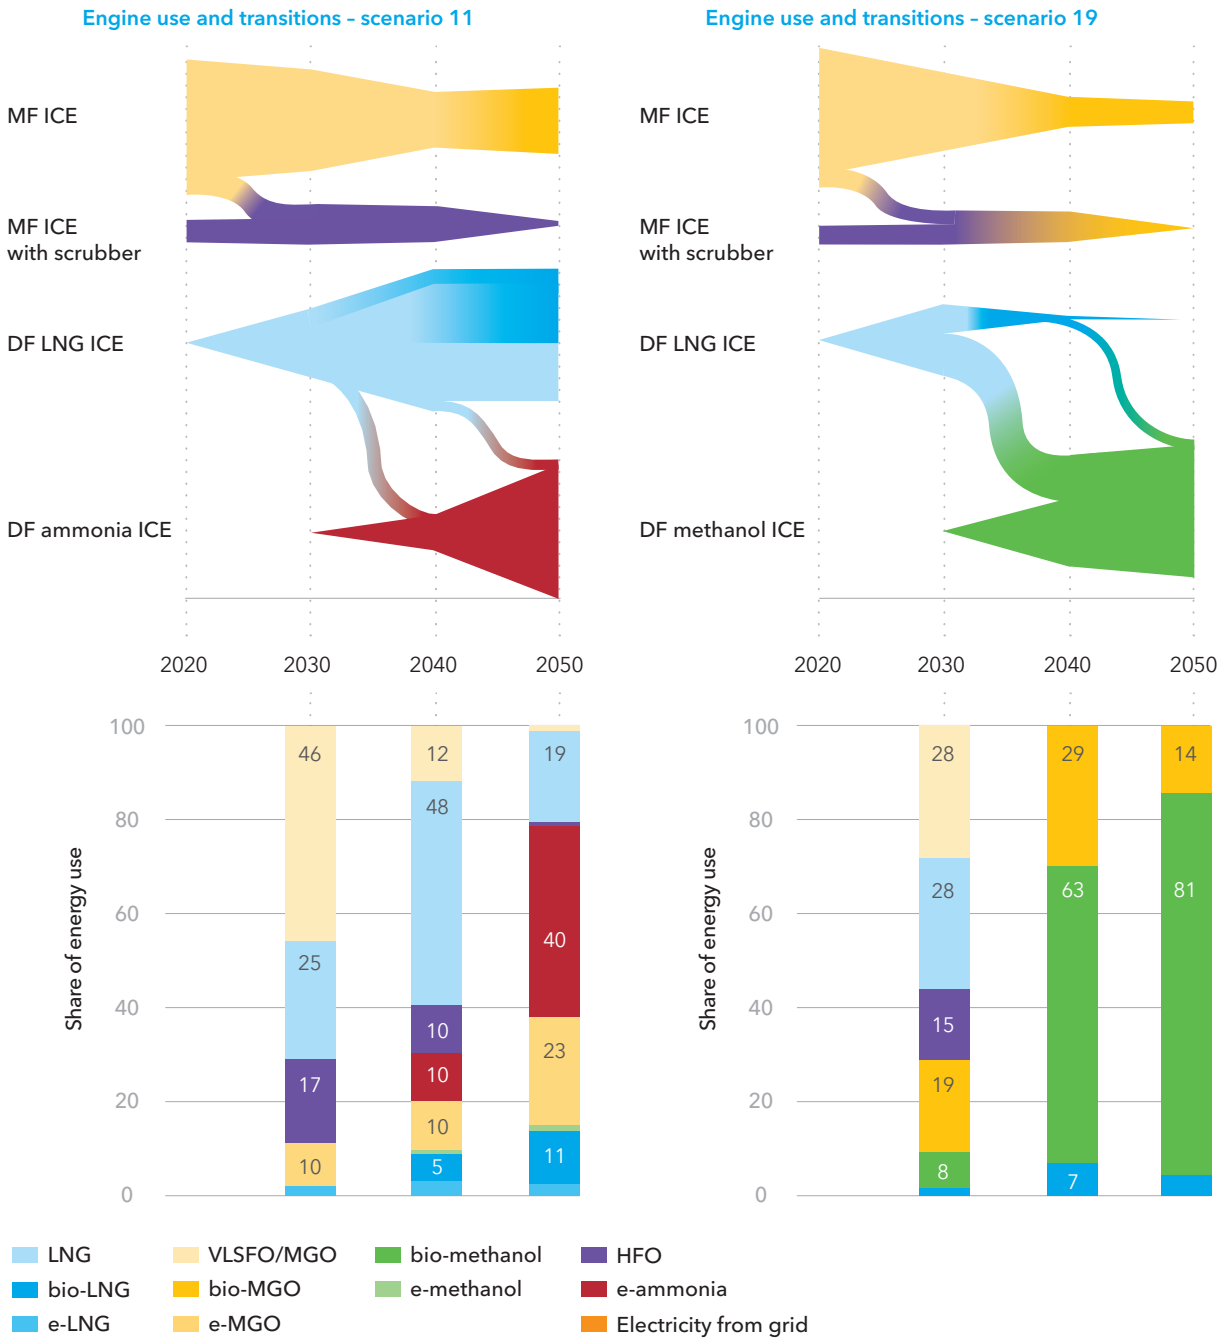 Engine use and transitions – scenario 11
MF ICE
MF ICE
with scrubber
DF LNG ICE
DF ammonia ICE
2020 2030 2040 2050
Engine use and transitions – scenario 19
MF ICE
MF ICE
with scrubber
DF LNG ICE
DF methanol ICE
2020 2030 2040 2050
Share of energy use
100
80
60
40
20
0
46
25
17
10
12
48
10
10
10
5
19
40
23
11
Share of energy use
100
80
60
40
20
0
28
28
15
19
8
29
63
7
14
81
LNG
bio-LNG
e-LNG
VLSFO/MGO
bio-MGO
e-MGO
bio-methanol
e-methanol
HFO
e-ammonia
Electricity from grid